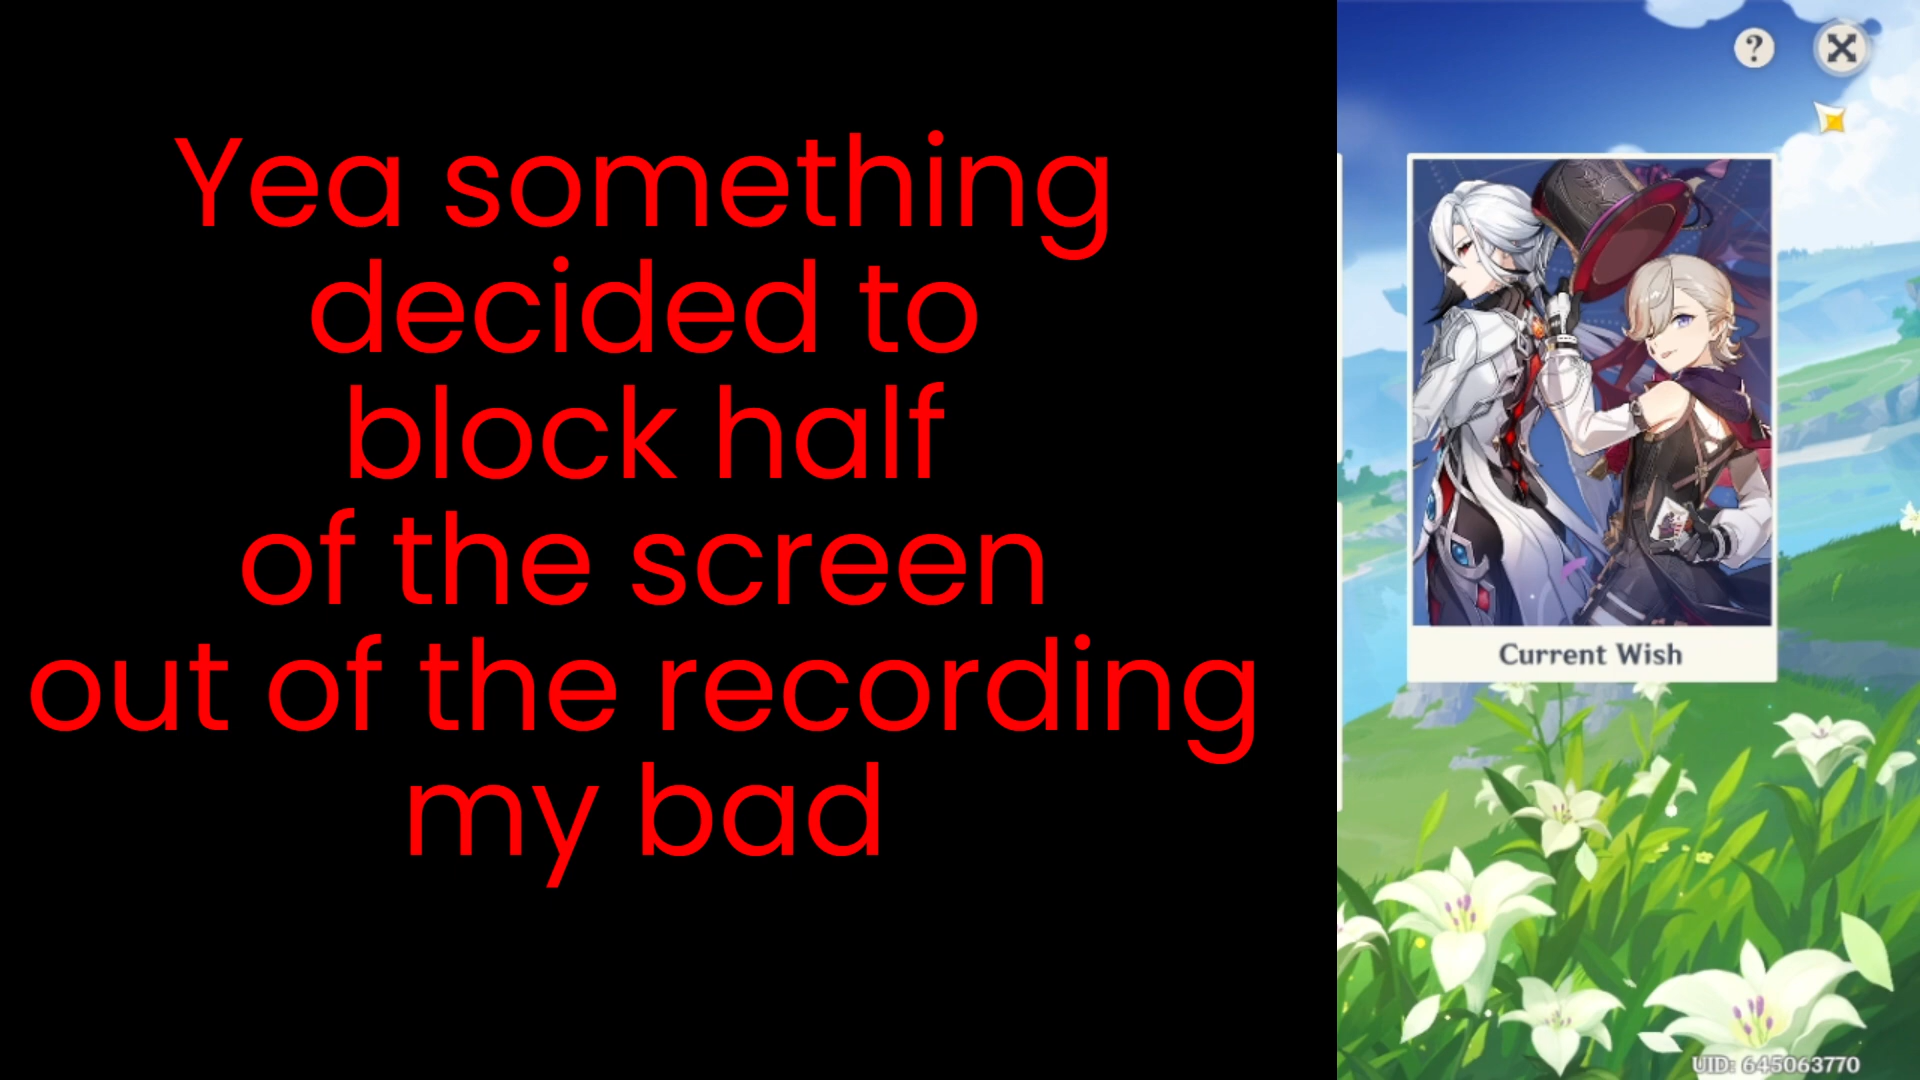 Yea something
decided to
block half
of the screen
out of the recording
my bad
?
Current Wish
UID: 645063770